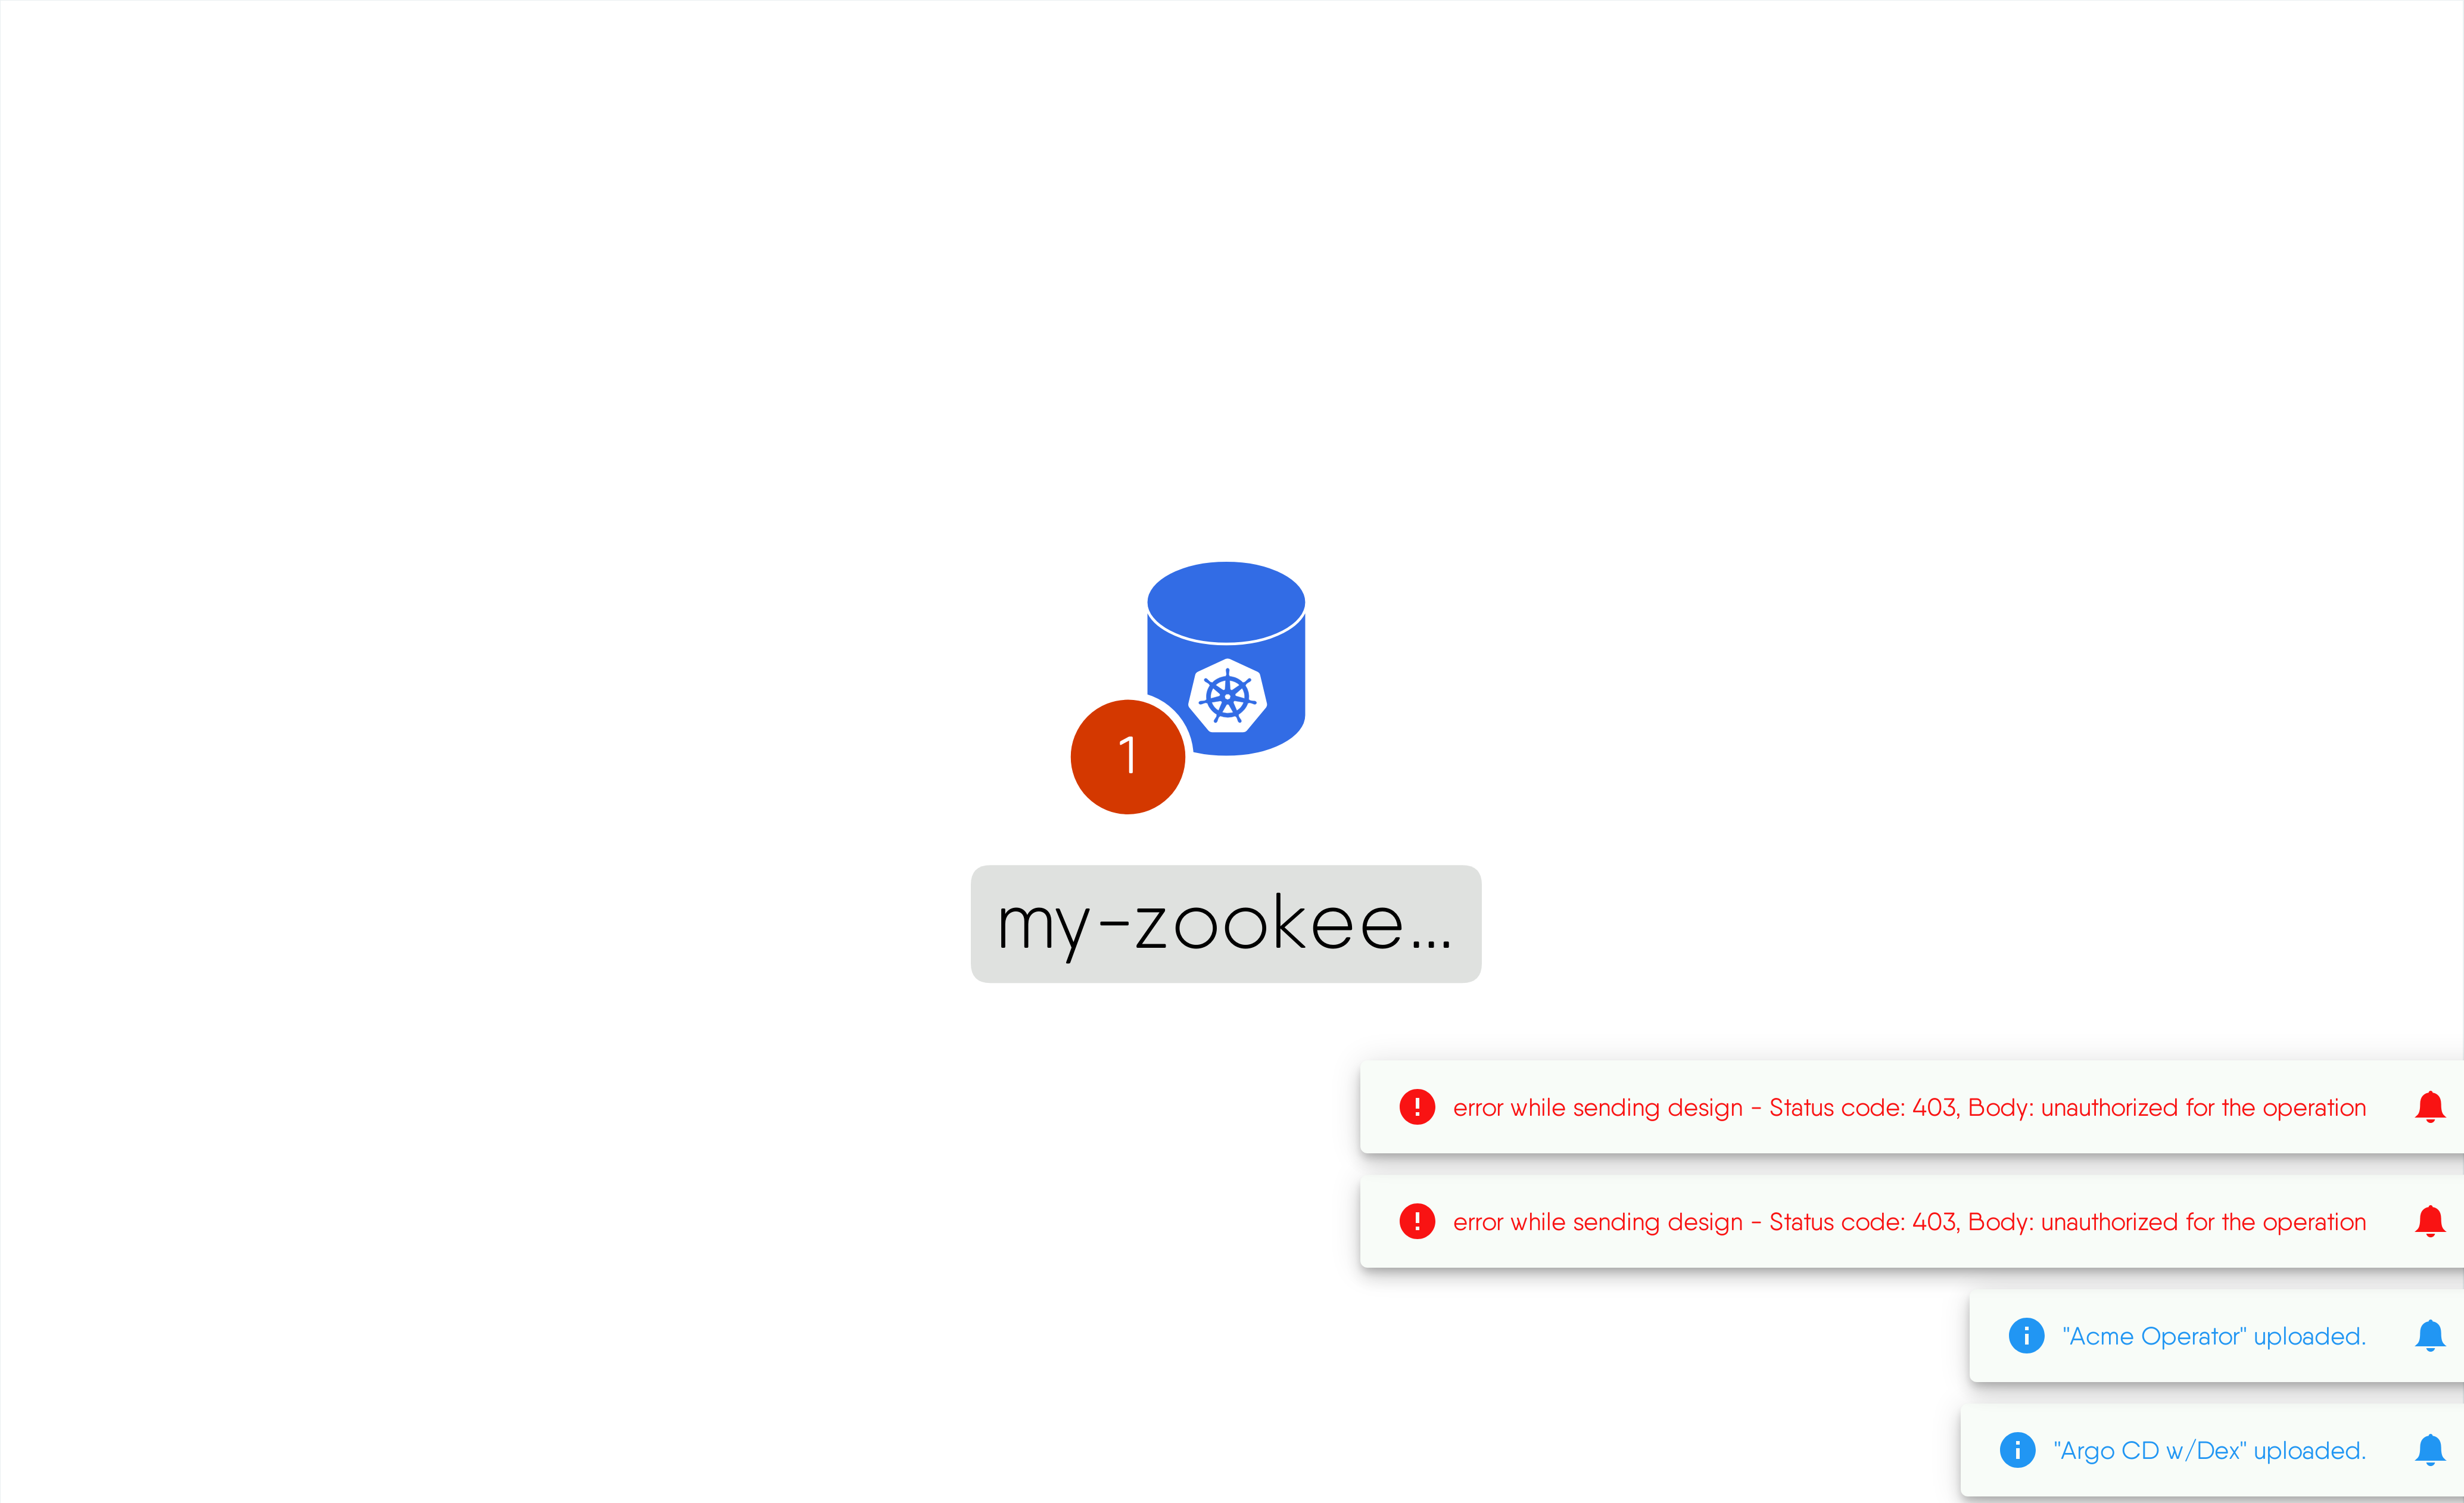 1
my-zookee...
error while sending design - Status code: 403, Body: unauthorized for the operation
error while sending design - Status code: 403, Body: unauthorized for the operation
"Acme Operator" uploaded.
"Argo CD w/Dex" uploaded.